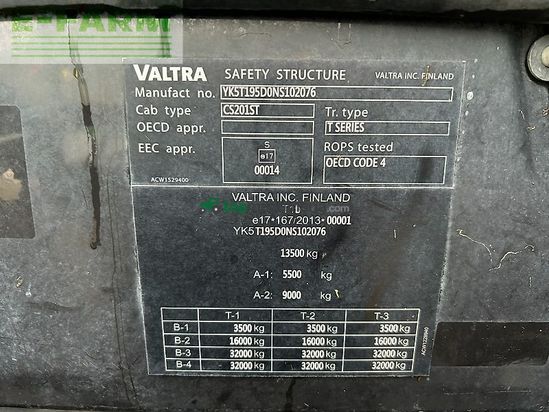 E-FARM
VALTRA SAFETY STRUCTURE VALTRA INC. FINLAND
Manufact no. YK5T195D0NS102076
Cab type CS201ST Tr. type
OECD appr. T SERIES
EEC appr. S e17 00014 ROPS tested
OECD CODE 4
ACW1529400
VALTRA INC. FINLAND
T1b
e17*167/2013*00001
YK5T195D0NS102076
13500 kg
A-1: 5500 kg
A-2: 9000 kg
T-1 T-2 T-3
B-1 3500 kg 3500 kg 3500 kg
B-2 16000 kg 16000 kg 16000 kg
B-3 32000 kg 32000 kg 32000 kg
B-4 32000 kg 32000 kg 32000 kg